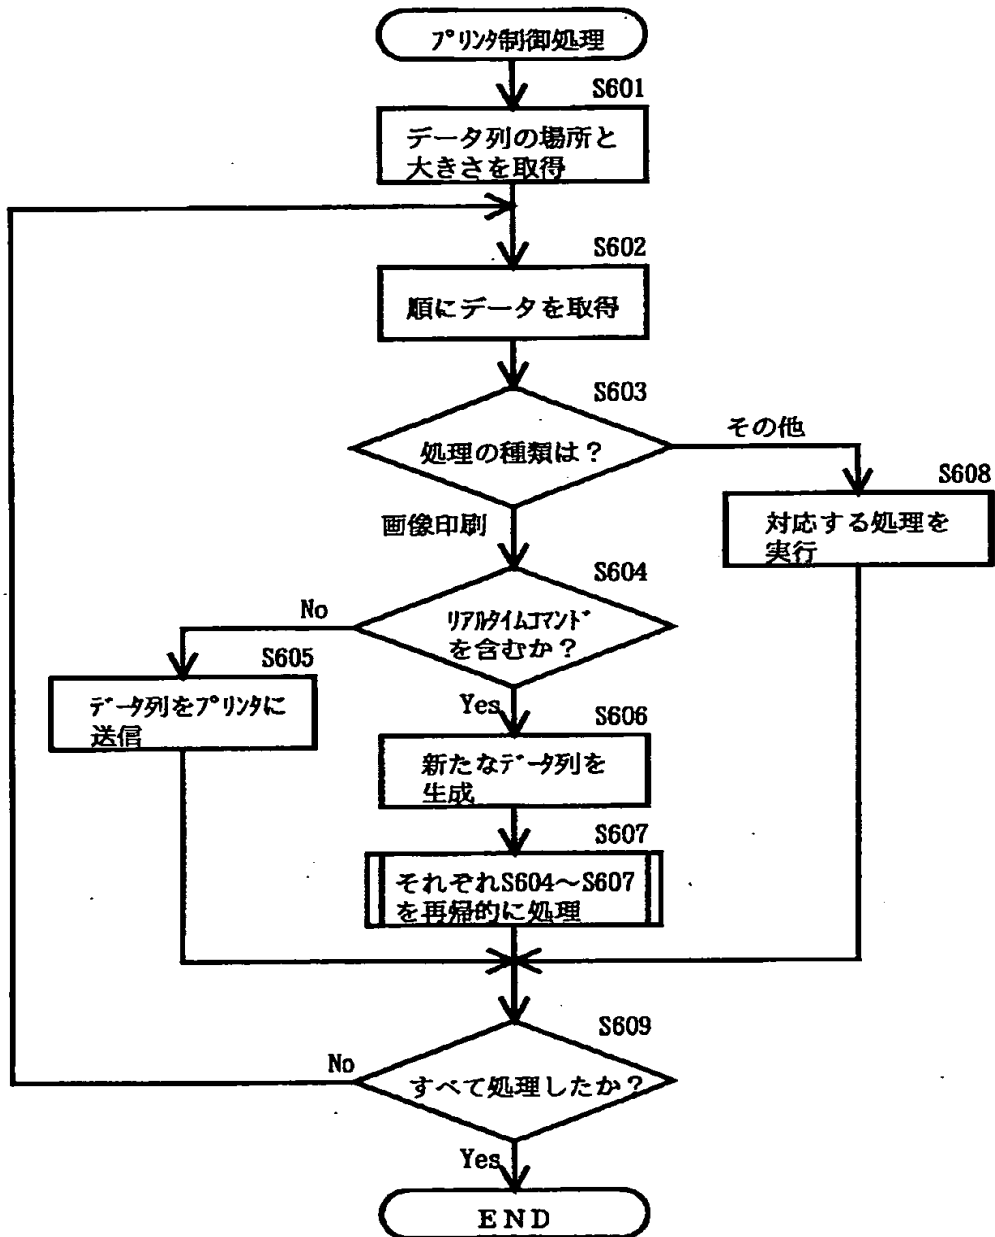 プリンタ制御処理
S601
データ列の場所と
大きさを取得
S602
順にデータを取得
S603
処理の種類は？
その他
S608
対応する処理を
実行
画像印刷
S604
リアルタイムコマンド
を含むか？
No
S605
データ列をプリンタに
送信
Yes
S606
新たなデータ列を
生成
S607
それぞれS604～S607
を再帰的に処理
S609
すべて処理したか？
No
Yes
END